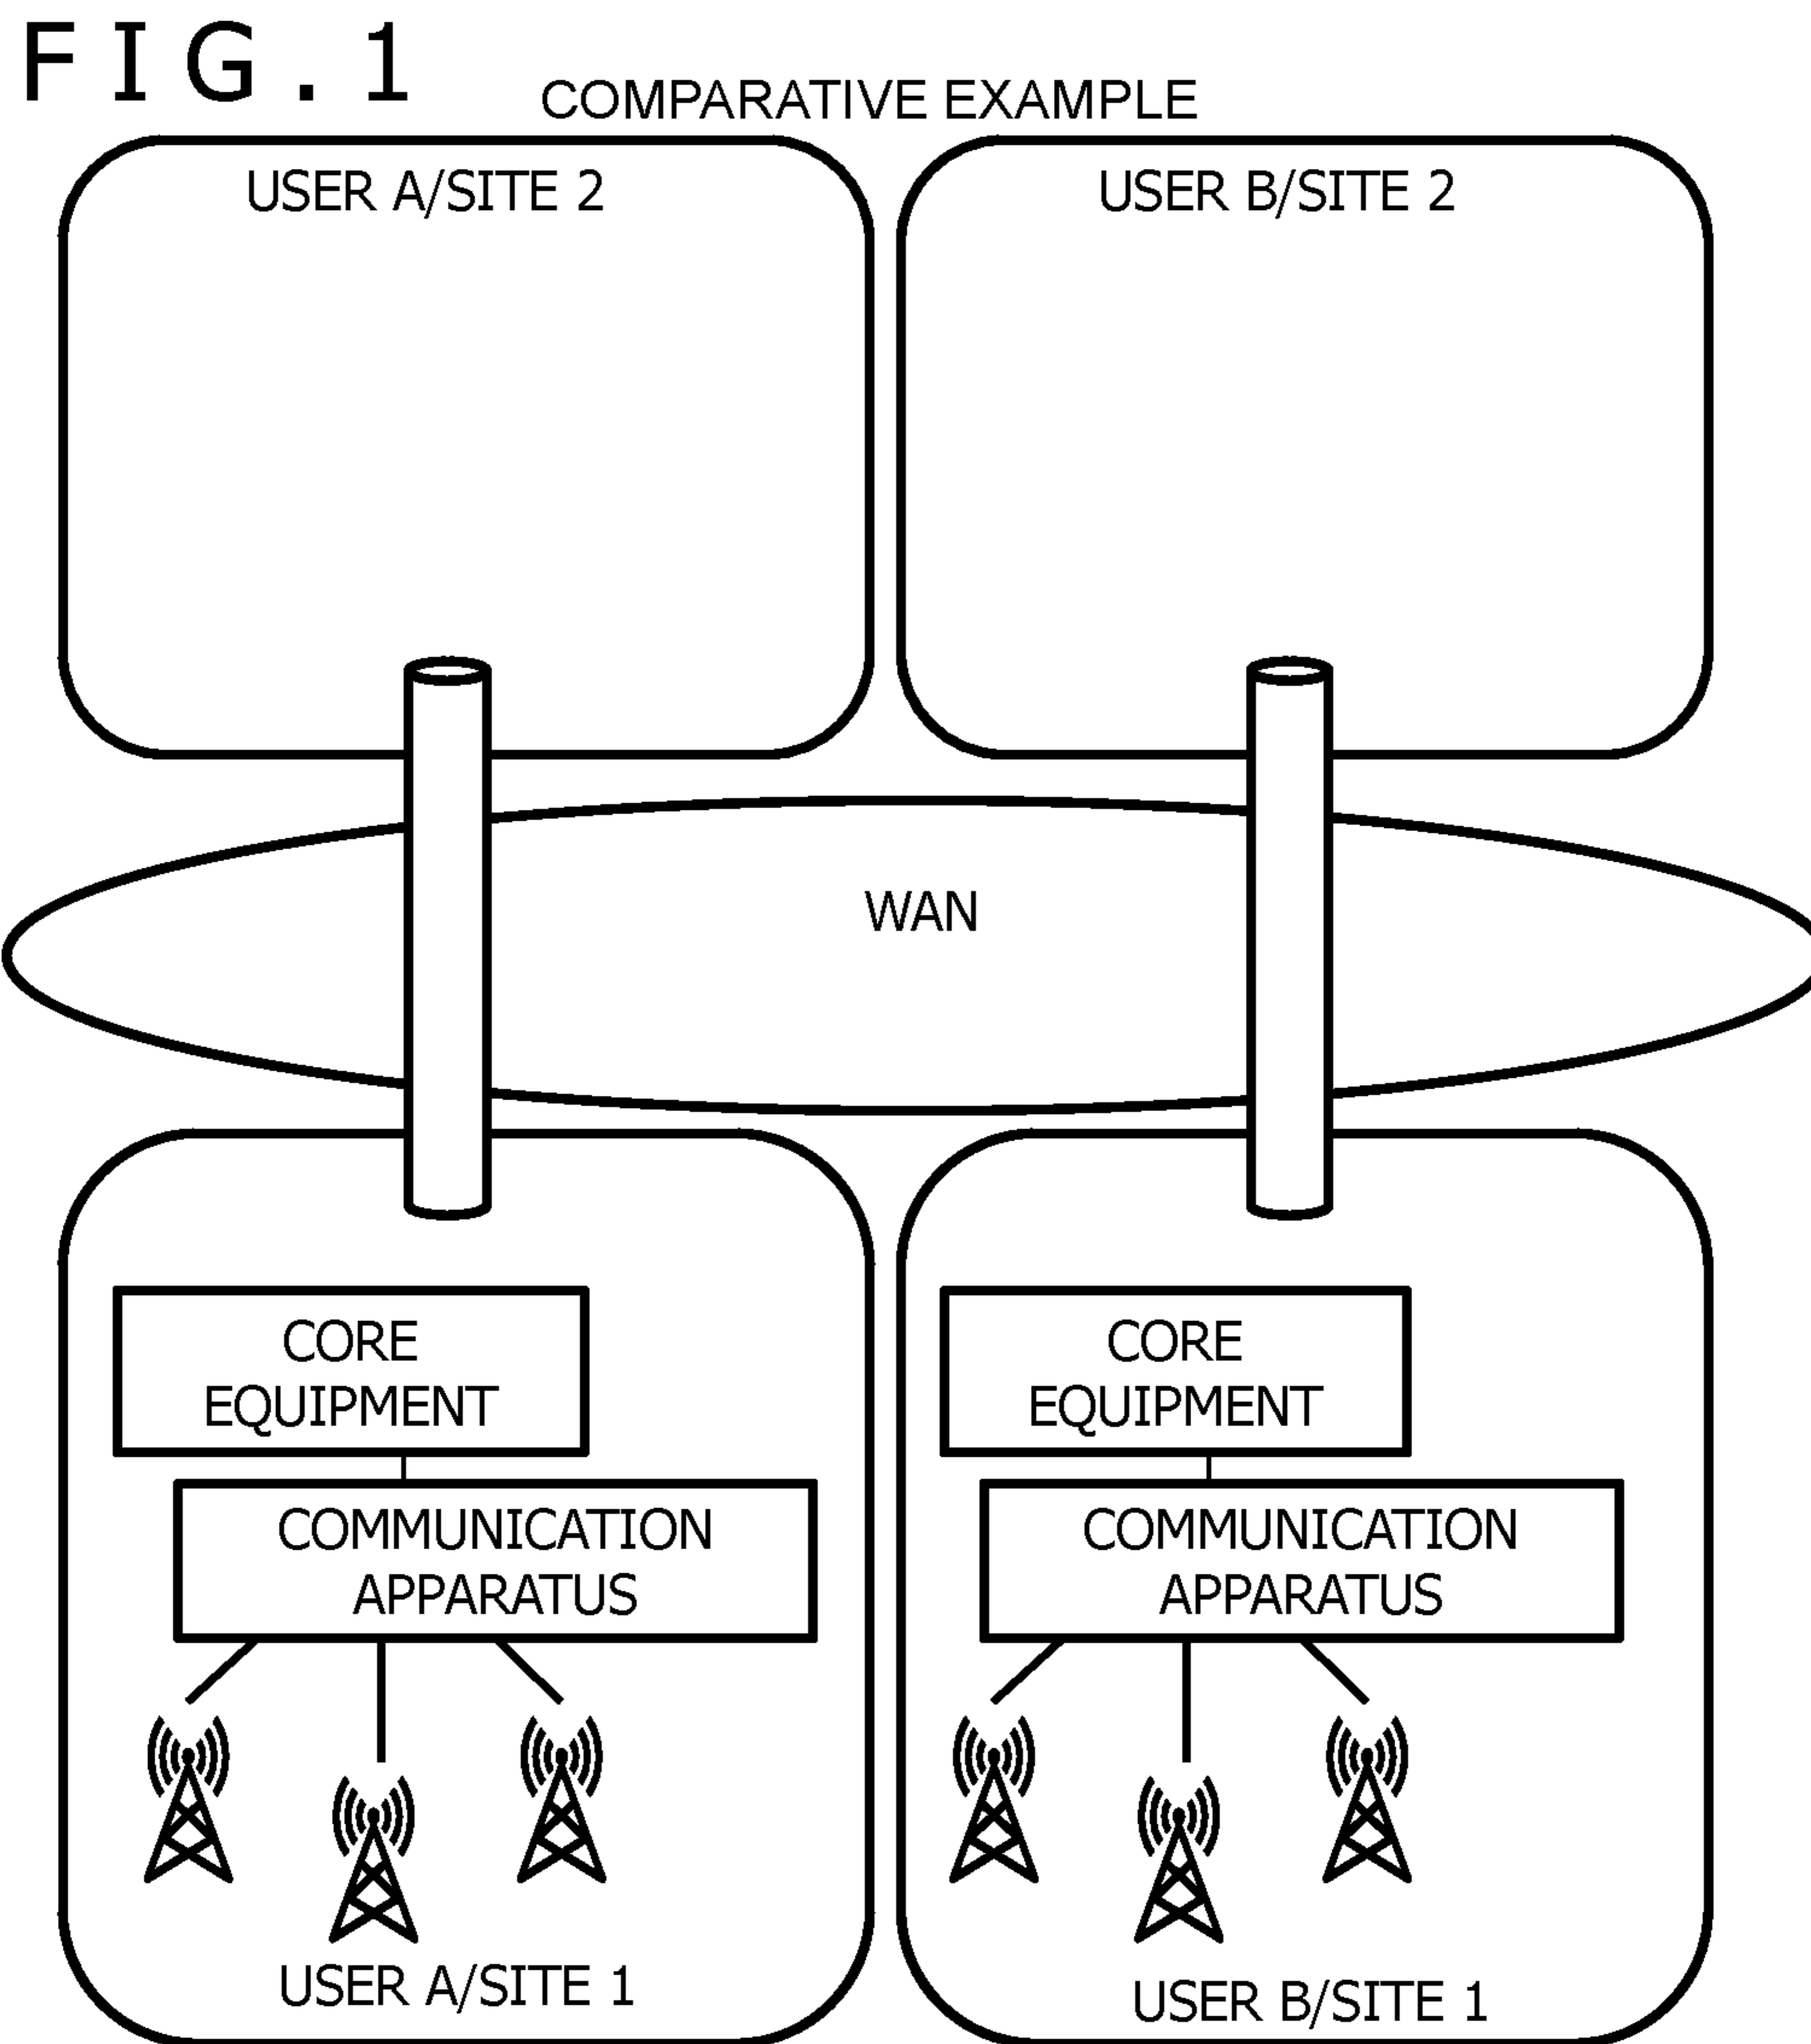 FIG.1
COMPARATIVE EXAMPLE
USER A/SITE 2
USER B/SITE 2
WAN
CORE
EQUIPMENT
COMMUNICATION
APPARATUS
USER A/SITE 1
CORE
EQUIPMENT
COMMUNICATION
APPARATUS
USER B/SITE 1